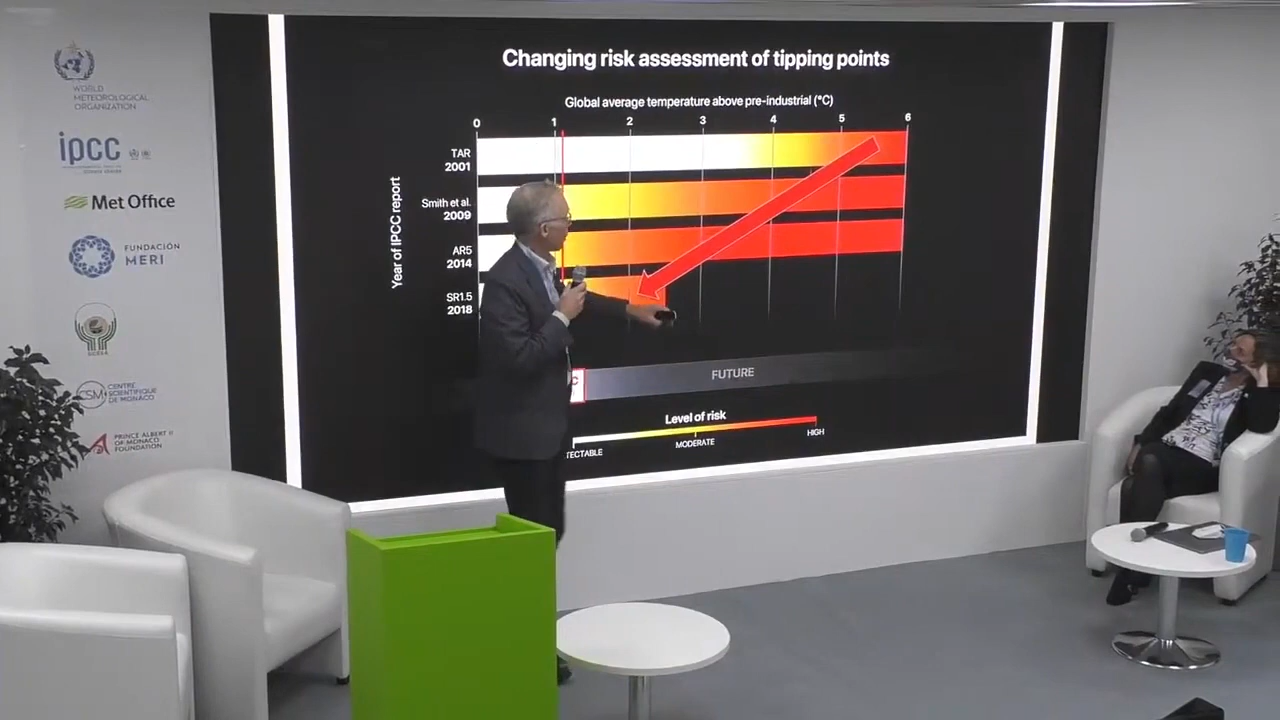 WORLD
METEOROLOGICAL
ORGANIZATION
ipcc
Met Office
FUNDACIÓN
MERI
CSM
CENTRE
SCIENTIFIQUE
DE MONACO
PRINCE ALBERT II
OF MONACO
FOUNDATION
Changing risk assessment of tipping points
Global average temperature above pre-industrial (°C)
0 1 2 3 4 5 6
Year of IPCC report
TAR
2001
Smith et al.
2009
AR5
2014
SR1.5
2018
FUTURE
Level of risk
TECTABLE
MODERATE
HIGH